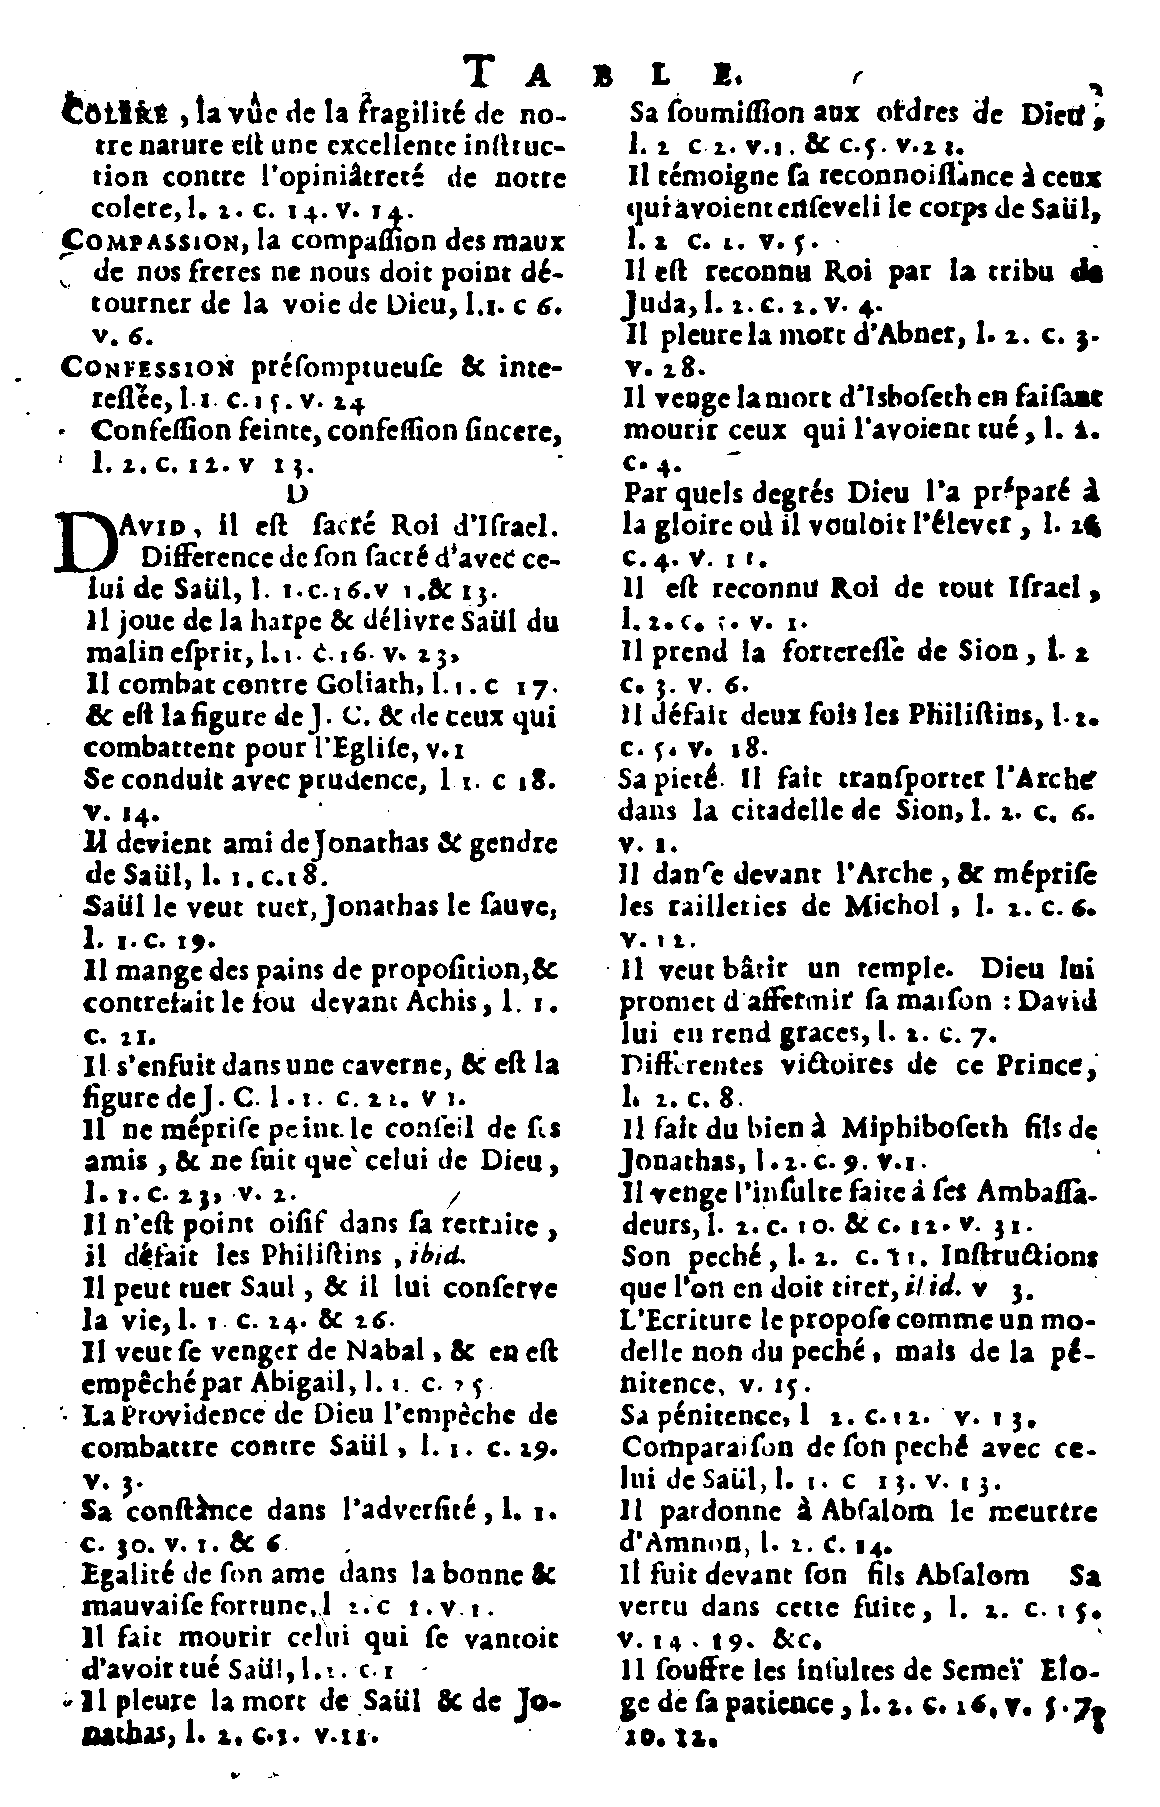 TABLE.
COLERE, la vûe de la fragilité de no-
tre nature est une excellente instruc-
tion contre l'opiniâtreté de notre
colere, l. 2. c. 14. v. 14.
COMPASSION, la compaſſion des maux
de nos freres ne nous doit point dé-
tourner de la voie de Dieu, l.1. c 6.
v. 6.
CONFESSION préſomptueuſe & inte-
reſſée, l.1. c.15. v. 24
Confeſſion feinte, confeſſion ſincere,
l. 2. c. 12. v 13.
D
DAVID, il eſt ſacré Roi d'Iſrael.
Difference de ſon ſacré d'avec ce-
lui de Saül, l. 1.c.16.v 1.& 13.
Il joue de la harpe & délivre Saül du
malin eſprit, l.1. c.16. v. 23,
Il combat contre Goliath, l.1. c 17.
& eſt la figure de J. C. & de ceux qui
combattent pour l'Egliſe, v.1
Se conduit avec prudence, l 1. c 18.
v. 14.
Il devient ami de Jonathas & gendre
de Saül, l. 1. c.18.
Saül le veut tuer, Jonathas le ſauve,
l. 1. c. 19.
Il mange des pains de propoſition, &
contrefait le fou devant Achis, l. 1.
c. 21.
Il s'enfuit dans une caverne, & eſt la
figure de J. C. l. 1. c. 22. v 1.
Il ne mépriſe point le conſeil de ſes
amis, & ne ſuit que celui de Dieu,
l. 1. c. 23, v. 2.
Il n'eſt point oiſif dans ſa retraite,
il défait les Philiſtins, ibid.
Il peut tuer Saul, & il lui conſerve
la vie, l. 1. c. 24. & 26.
Il veut ſe venger de Nabal, & en eſt
empêché par Abigail, l. 1. c. 25.
La Providence de Dieu l'empêche de
combattre contre Saül, l. 1. c. 29.
v. 3.
Sa conſtance dans l'adverſité, l. 1.
c. 30. v. 1. & 6.
Egalité de ſon ame dans la bonne &
mauvaiſe fortune, l 2. c 1. v. 1.
Il fait mourir celui qui ſe vantoit
d'avoir tué Saül, l.2. c.1
Il pleure la mort de Saül & de Jo-
nathas, l. 2. c.1. v.11.
Sa ſoumiſſion aux ordres de Dieu,
l. 2 c 2. v.1. & c.5. v.23.
Il témoigne ſa reconnoiſſance à ceux
qui avoient enſeveli le corps de Saül,
l. 2 c. 2. v. 5.
Il eſt reconnu Roi par la tribu de
Juda, l. 2. c. 2. v. 4.
Il pleure la mort d'Abner, l. 2. c. 3.
v. 28.
Il venge la mort d'Isboſeth en faiſant
mourir ceux qui l'avoient tué, l. 2.
c. 4.
Par quels degrés Dieu l'a préparé à
la gloire où il vouloit l'élever, l. 2.
c. 4. v. 11.
Il eſt reconnu Roi de tout Iſrael,
l. 2. c. 5. v. 1.
Il prend la forterеſſe de Sion, l. 2
c. 3. v. 6.
Il défait deux fois les Philiſtins, l. 2.
c. 5. v. 18.
Sa pieté. Il fait tranſporter l'Arche
dans la citadelle de Sion, l. 2. c. 6.
v. 1.
Il danſe devant l'Arche, & mépriſe
les railleries de Michol, l. 2. c. 6.
v. 12.
Il veut bâtir un temple. Dieu lui
promet d'affermir ſa maiſon : David
lui en rend graces, l. 2. c. 7.
Differentes victoires de ce Prince,
l. 2. c. 8.
Il fait du bien à Miphiboſeth fils de
Jonathas, l. 2. c. 9. v.1.
Il venge l'inſulte faite à ſes Ambaſſa-
deurs, l. 2. c. 10. & c. 12. v. 31.
Son peché, l. 2. c. 11. Inſtructions
que l'on en doit tirer, ibid. v 3.
L'Ecriture le propoſe comme un mo-
delle non du peché, mais de la pé-
nitence, v. 15.
Sa pénitence, l 2. c.12. v. 13.
Comparaiſon de ſon peché avec ce-
lui de Saül, l. 1. c 13. v. 13.
Il pardonne à Abſalom le meurtre
d'Amnon, l. 2. c. 14.
Il fuit devant ſon fils Abſalom Sa
vertu dans cette fuite, l. 2. c. 15.
v. 14. 19. &c.
Il ſouffre les inſultes de Semeï Elo-
ge de ſa patience, l. 2. c. 16. v. 5.7.
10. 12.